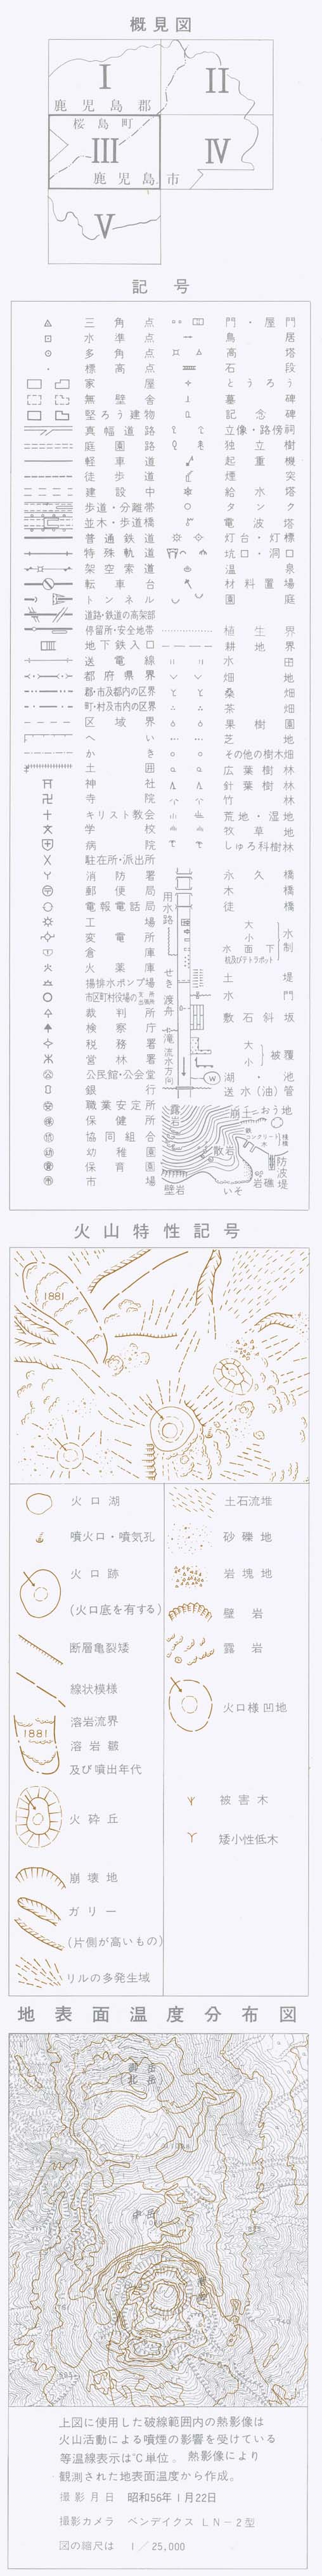 概見図
I
II
鹿児島郡
桜島町
III
IV
鹿児島市
V
記号
三角点
水準点
多角点
標高点
家屋
無壁舎
堅ろう建物
真幅道路
庭園路
軽車道
徒歩道
建設中
歩道・分離帯
並木・歩道橋
普通鉄道
特殊軌道
架空索道
転車台
トンネル
道路・鉄道の高架部
停留所・安全地帯
地下鉄入口
送電線
都府県界
郡・市及都内の区界
町・村及市内の区界
区域界
へい
かき
土囲
神社
寺院
キリスト教会
学校
病院
駐在所・派出所
消防署
郵便局
電報電話局
工場
変電所
倉庫
火薬庫
揚排水ポンプ場
市区町村役場の支所出張所
裁判所
検察庁
税務署
営林署
公民館・公会堂
銀行
職業安定所
保健所
協同組合
幼稚園
保育園
市場
門・屋門
鳥居
高塔
石段
とうろう
墓碑
記念碑
立像・路傍祠
独立樹
起重機
煙突
給水塔
タンク
電波塔
灯台・灯標
坑口・洞口
温泉
材料置場
園庭
植生界
耕地界
水田
畑地
桑畑
茶畑
果樹園
芝地
その他の樹木畑
広葉樹林
針葉樹林
竹林
荒地・湿地
牧草地
しゅろ科樹林
用水路
せき
渡舟
滝
流水方向
永久橋
木橋
徒橋
大
小
水面下
水制
杭及びテトラポット
土堤
水門
敷石斜坂
大
小
被覆
湖・池
W
送水(油)管
露岩
散岩
壁岩
崩土
おう地
鉄
コンクリート
木
桟橋
防波堤
岩礁
いそ
火山特性記号
1881
火口湖
噴火口・噴気孔
火口跡
(火口底を有する)
断層亀裂矮
線状模様
1881
溶岩流界
溶岩皺
及び噴出年代
火砕丘
崩壊地
ガリー
(片側が高いもの)
リルの多発生域
土石流堆
砂礫地
岩塊地
壁岩
露岩
火口様凹地
被害木
矮小性低木
地表面温度分布図
御岳
北岳
中岳
上図に使用した破線範囲内の熱影像は
火山活動による噴煙の影響を受けている
等温線表示は℃単位。熱影像により
観測された地表面温度から作成。
撮影月日 昭和56年1月22日
撮影カメラ ベンデイクス LN-2型
図の縮尺は 1/25,000